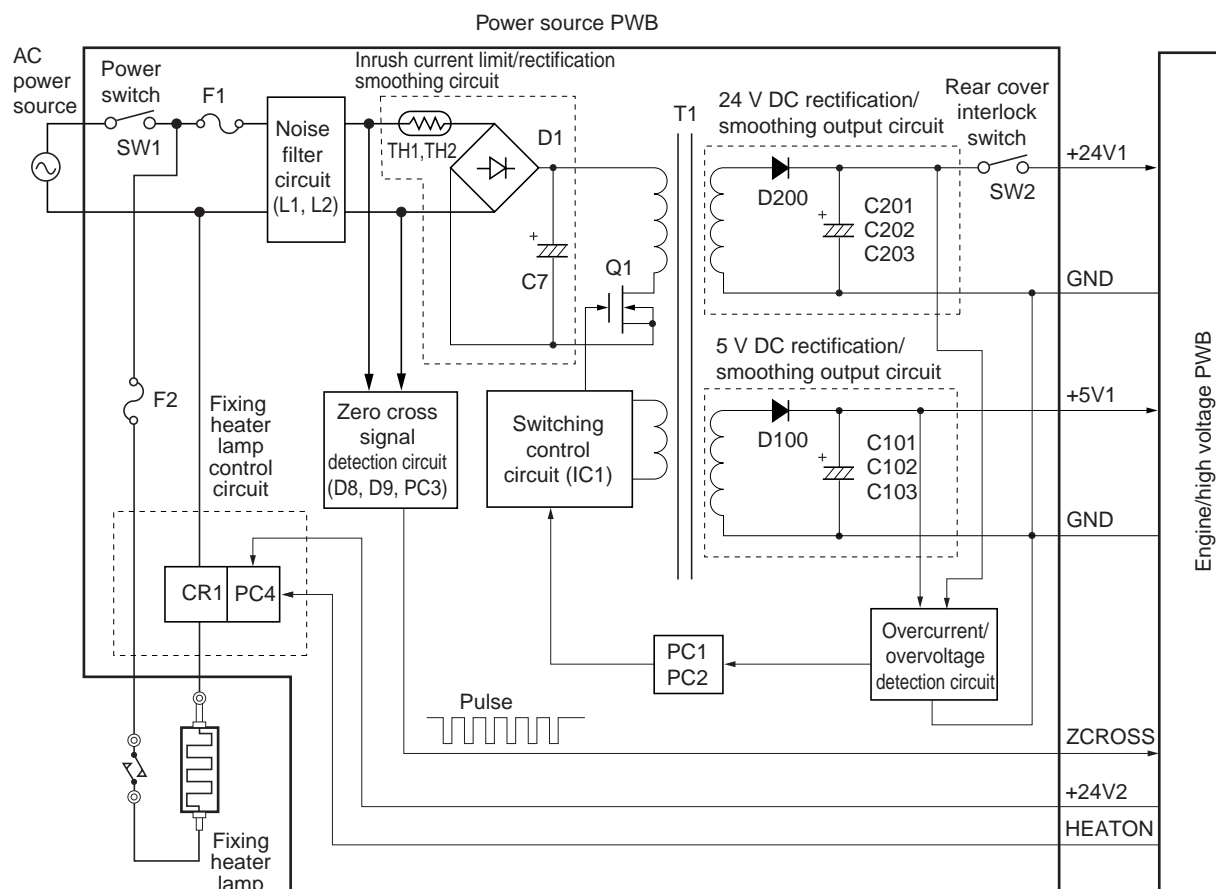 Power source PWB
AC
power
source
Power
switch
SW1
F1
Noise
filter
circuit
(L1, L2)
Inrush current limit/rectification
smoothing circuit
TH1,TH2
D1
C7
Q1
T1
24 V DC rectification/
smoothing output circuit
D200
C201
C202
C203
Rear cover
interlock
switch
SW2
+24V1
GND
5 V DC rectification/
smoothing output circuit
D100
C101
C102
C103
+5V1
GND
Engine/high voltage PWB
F2
Fixing
heater
lamp
control
circuit
Zero cross
signal
detection circuit
(D8, D9, PC3)
Switching
control
circuit (IC1)
CR1
PC4
PC1
PC2
Overcurrent/
overvoltage
detection circuit
Pulse
ZCROSS
+24V2
HEATON
Fixing
heater
lamp